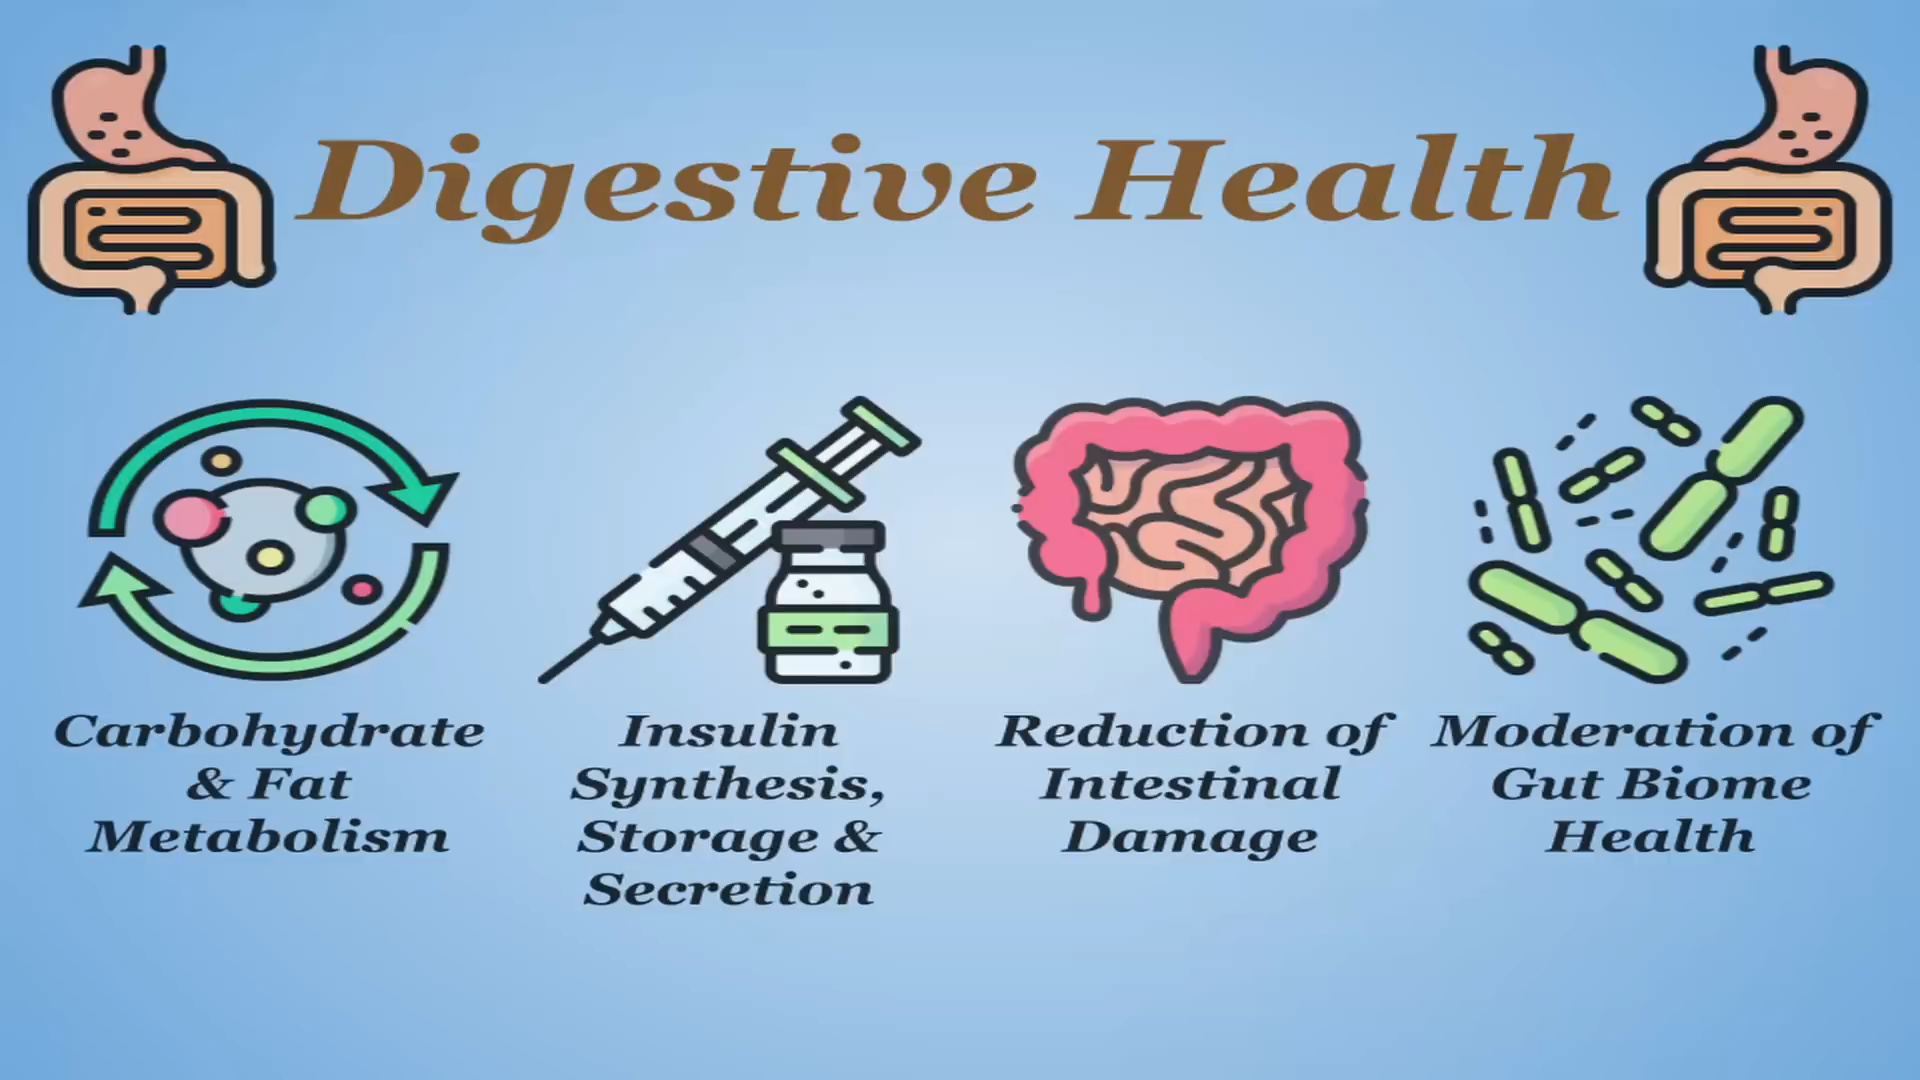 Digestive Health
Carbohydrate
& Fat
Metabolism
Insulin
Synthesis,
Storage &
Secretion
Reduction of
Intestinal
Damage
Moderation of
Gut Biome
Health